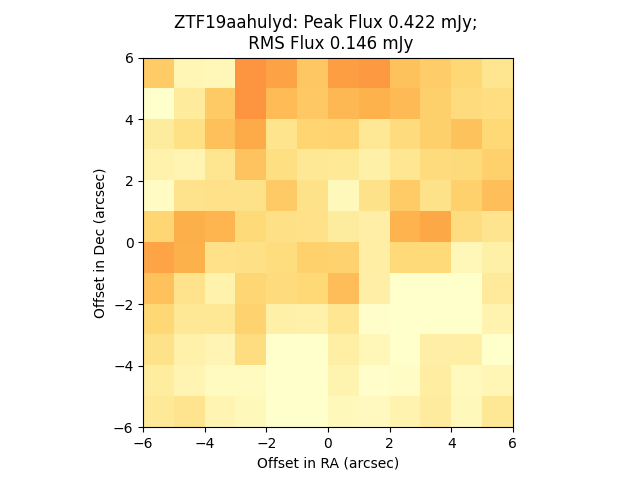 ZTF19aahulyd: Peak Flux 0.422 mJy;
RMS Flux 0.146 mJy
6
4
2
0
−2
−4
−6
Offset in Dec (arcsec)
−6 −4 −2 0 2 4 6
Offset in RA (arcsec)